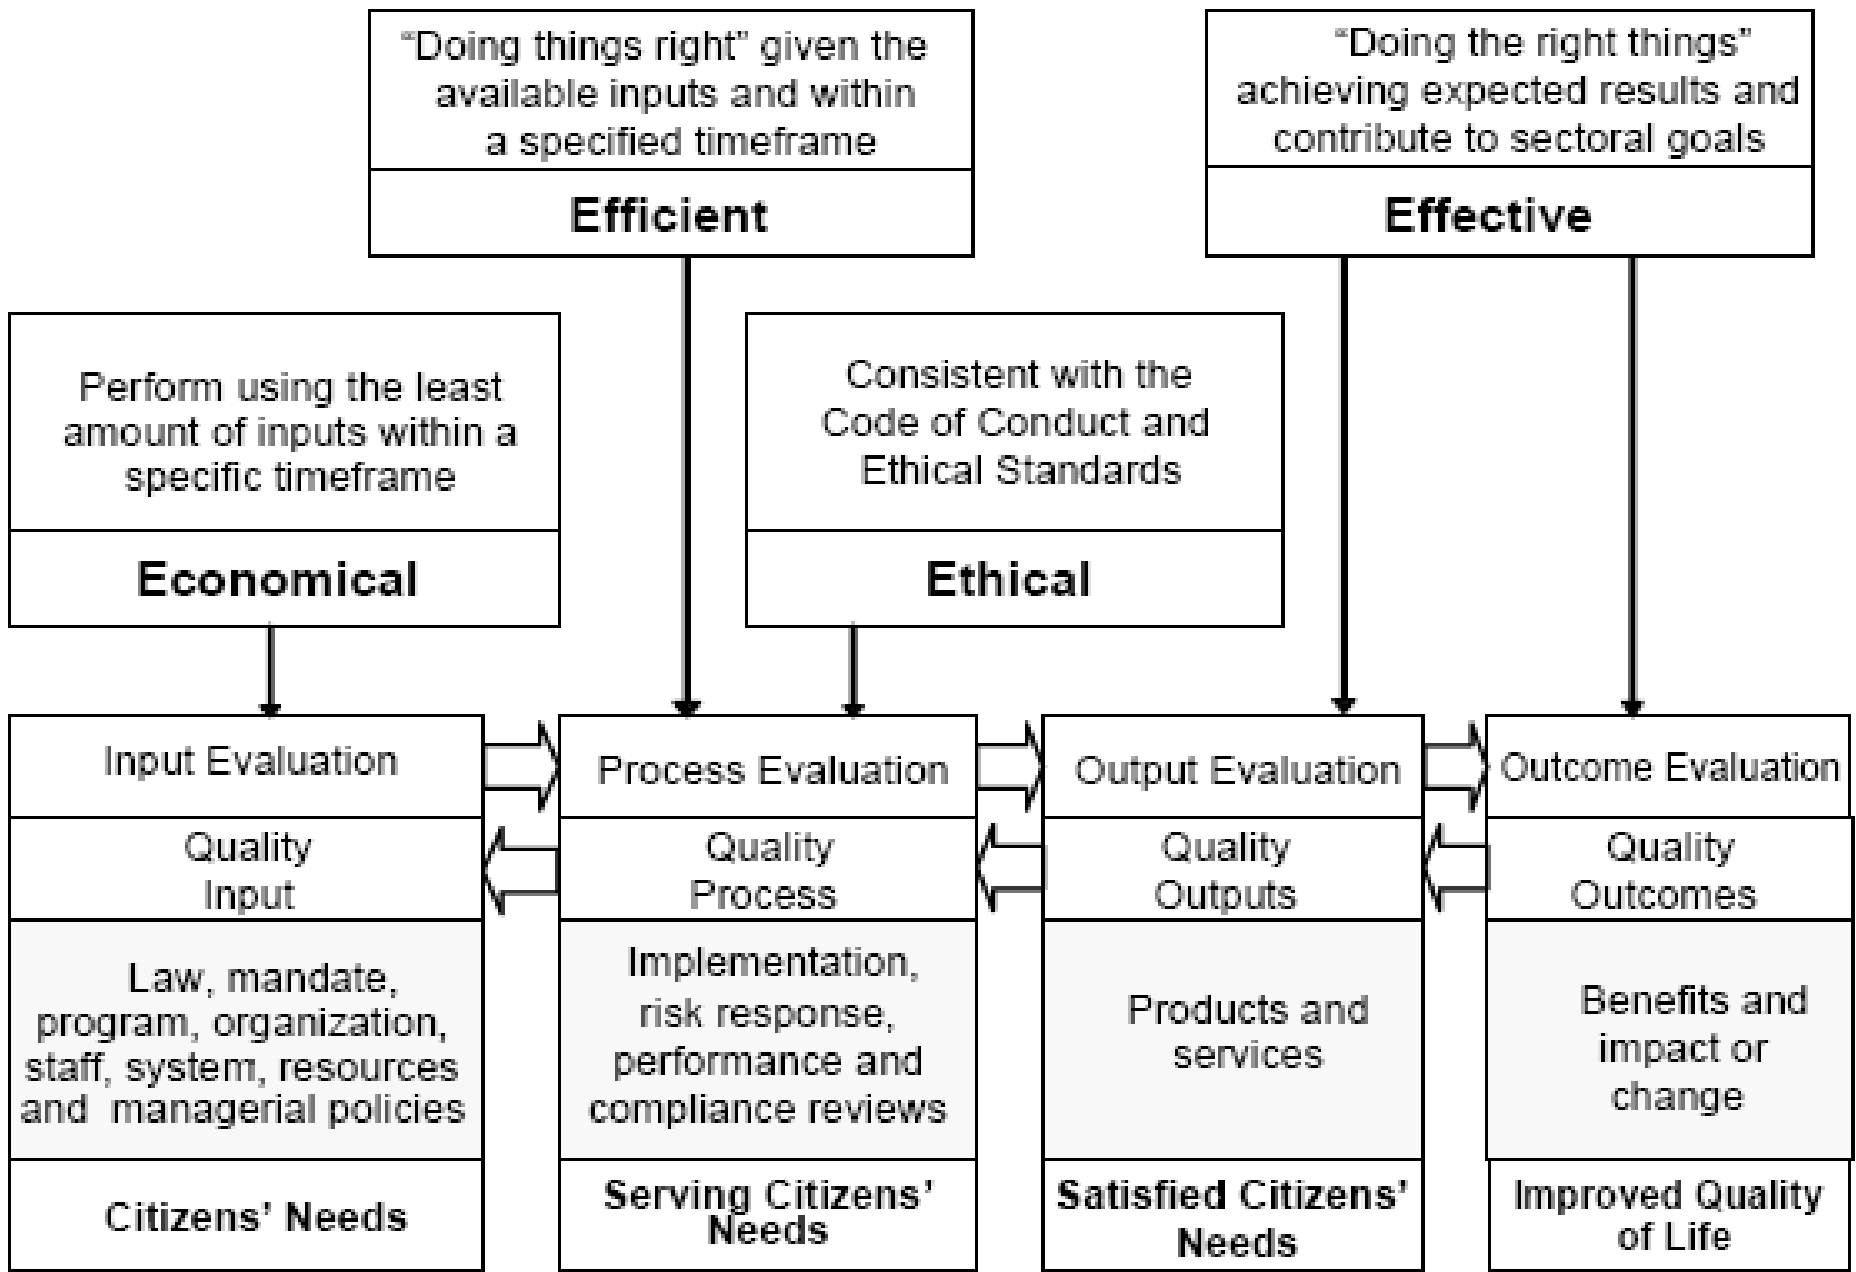 “Doing things right” given the
available inputs and within
a specified timeframe
Efficient
“Doing the right things”
achieving expected results and
contribute to sectoral goals
Effective
Perform using the least
amount of inputs within a
specific timeframe
Economical
Consistent with the
Code of Conduct and
Ethical Standards
Ethical
Input Evaluation
Quality
Input
Law, mandate,
program, organization,
staff, system, resources
and managerial policies
Citizens’ Needs
Process Evaluation
Quality
Process
Implementation,
risk response,
performance and
compliance reviews
Serving Citizens’
Needs
Output Evaluation
Quality
Outputs
Products and
services
Satisfied Citizens’
Needs
Outcome Evaluation
Quality
Outcomes
Benefits and
impact or
change
Improved Quality
of Life